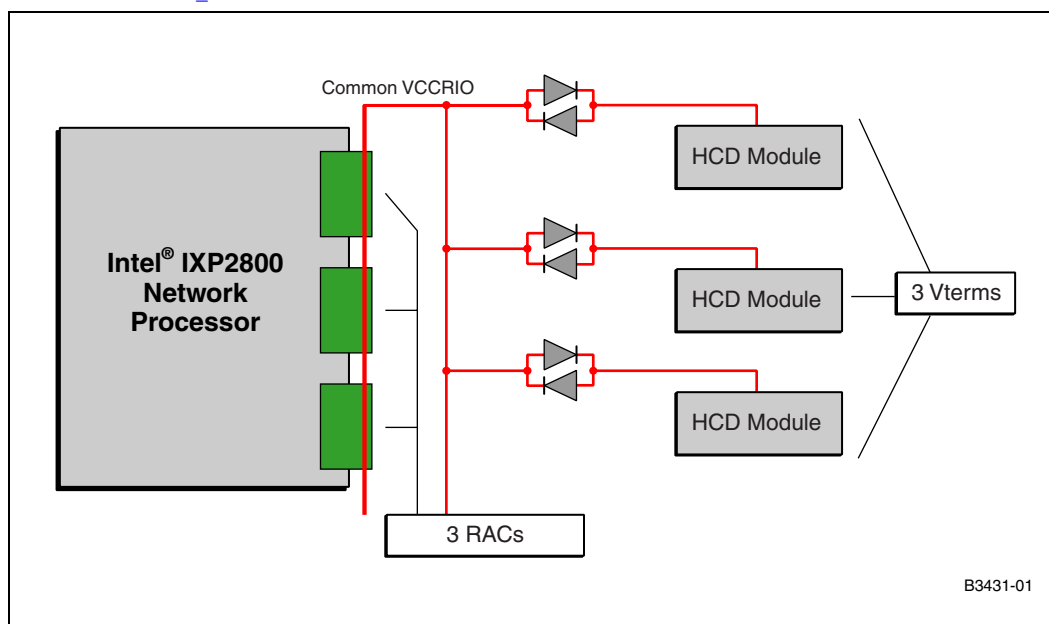 Common VCCRIO
HCD Module
Intel® IXP2800
Network
Processor
HCD Module
3 Vterms
HCD Module
3 RACs
B3431-01